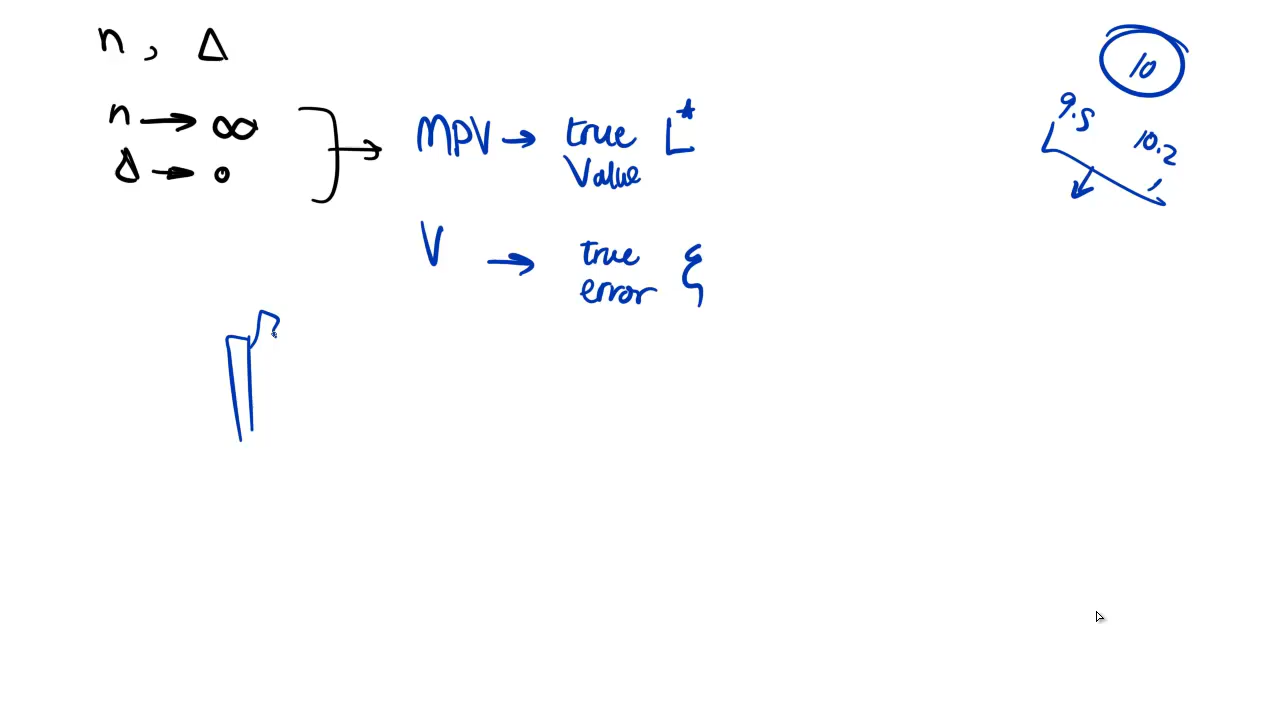 n , Δ
n → ∞
Δ → 0
MPV → true Value L*
V → true error ξ
10
9.5
10.2